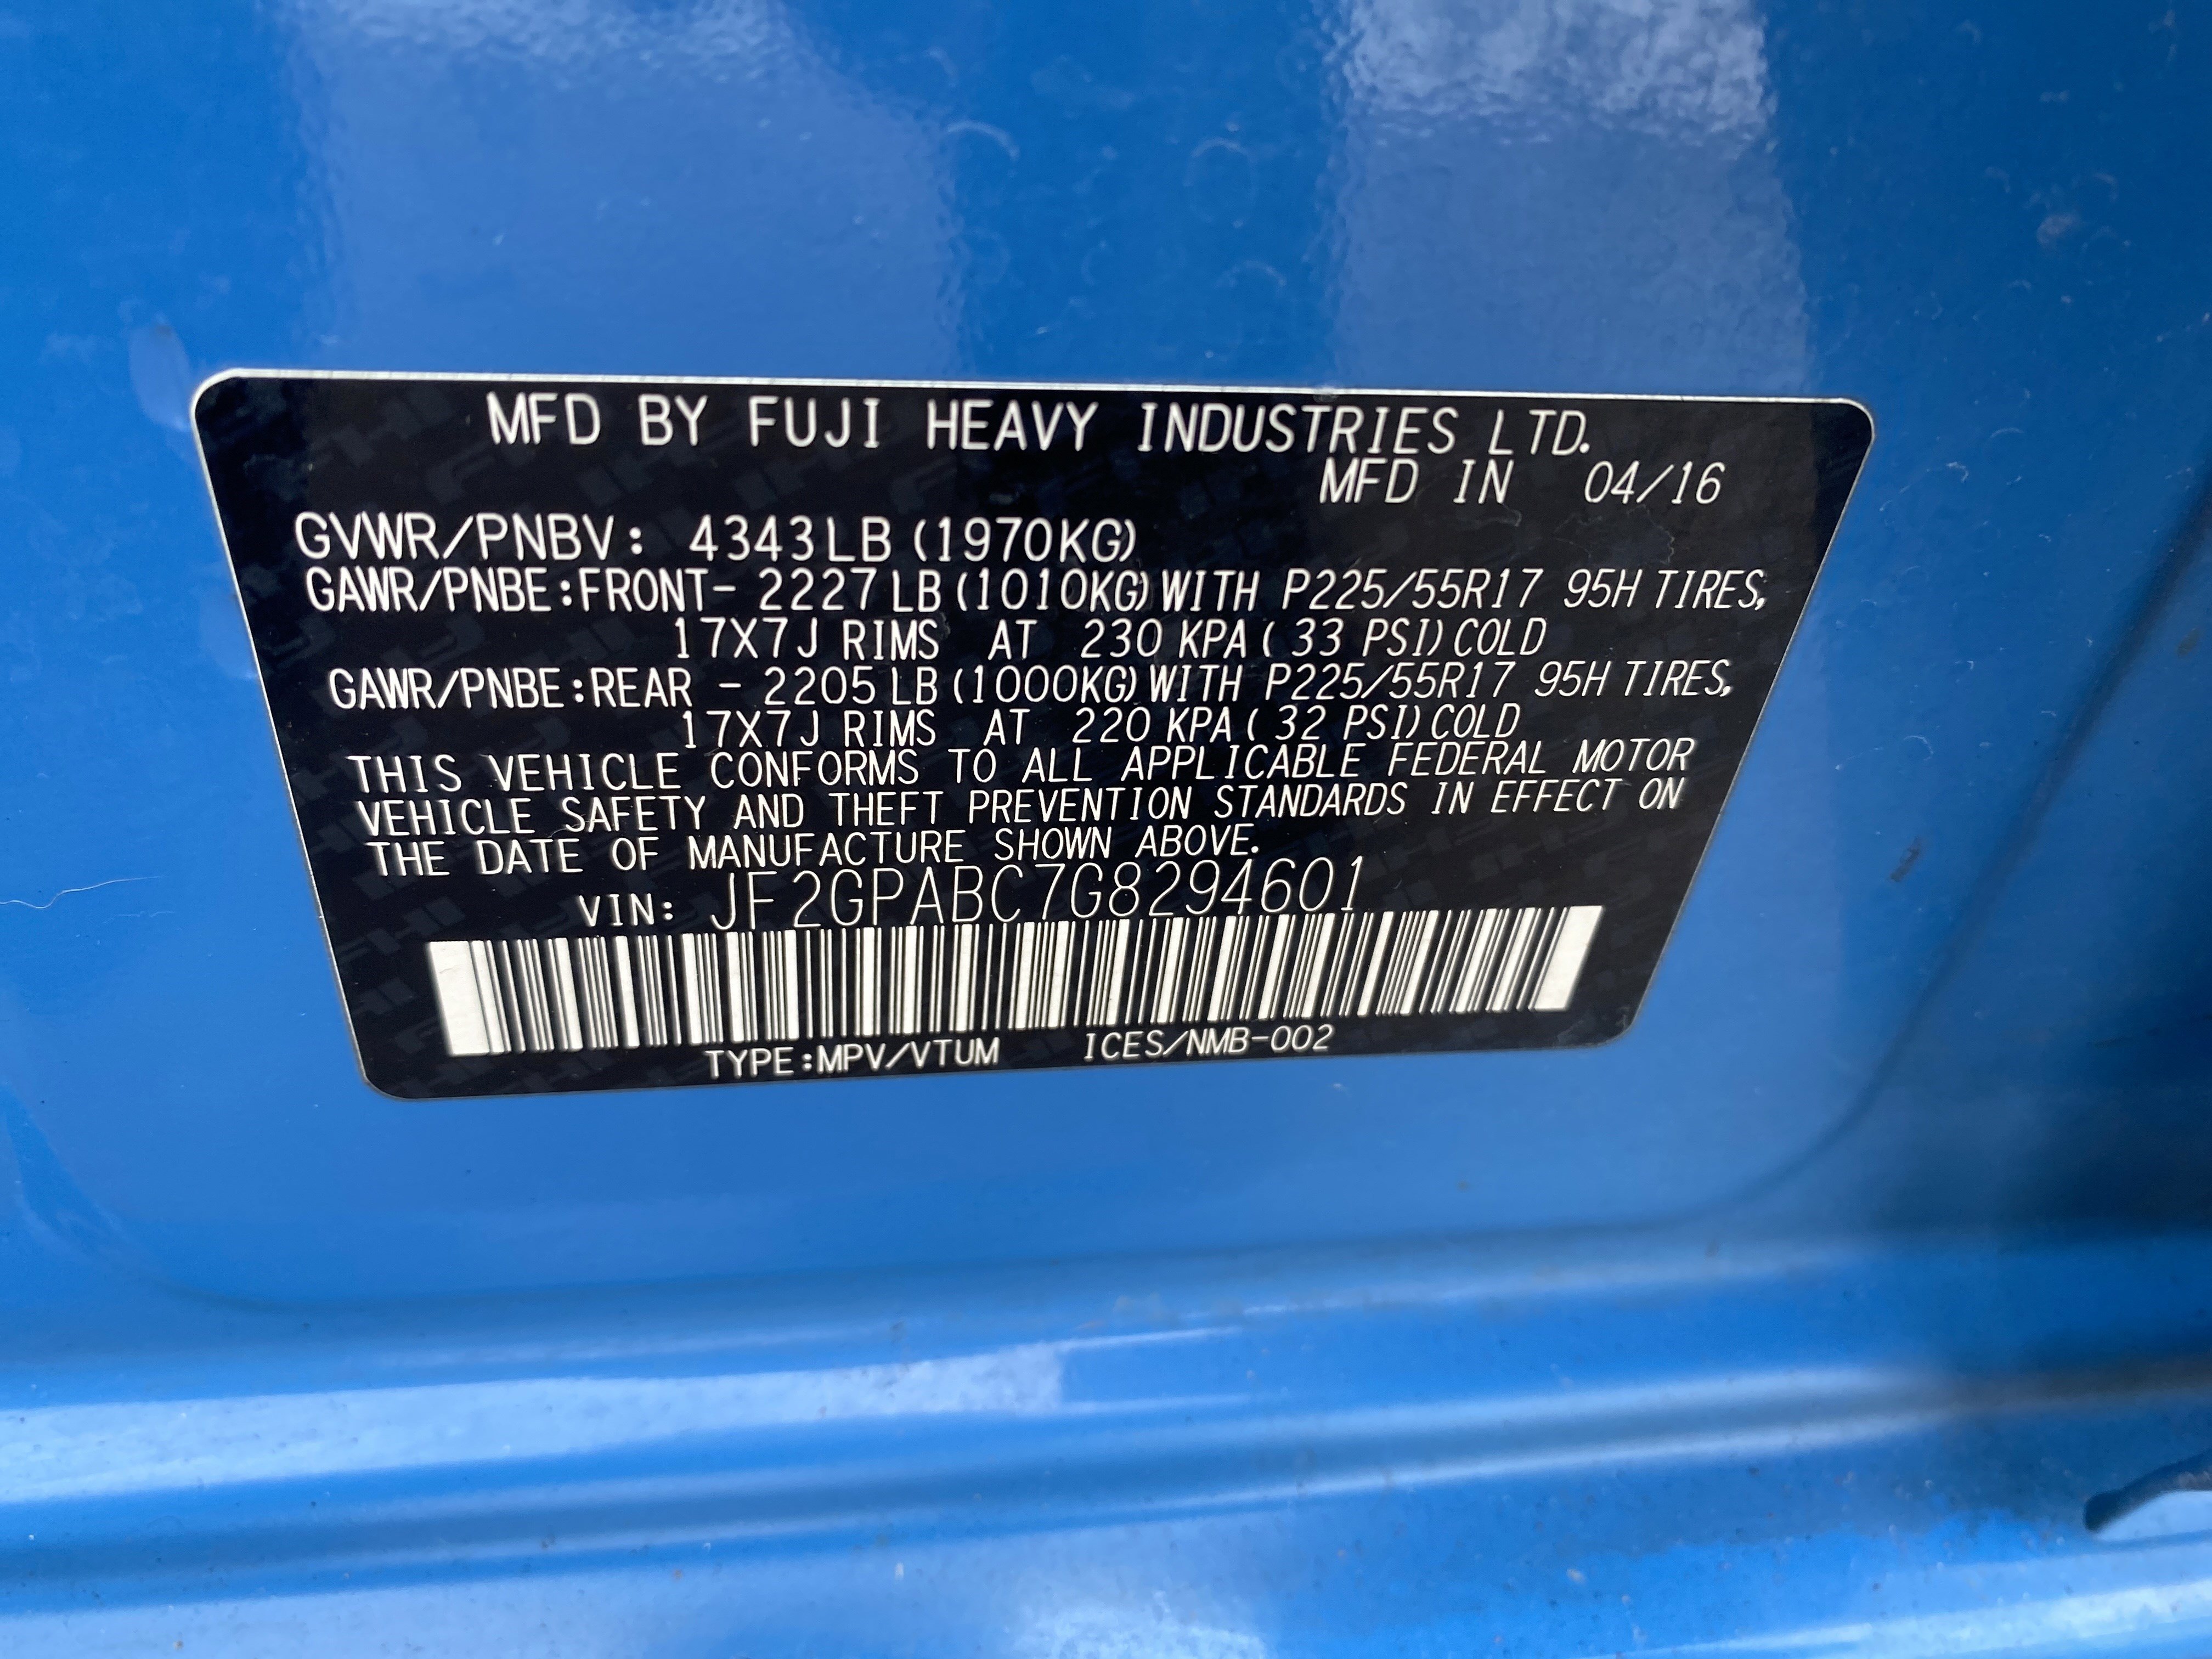 MFD BY FUJI HEAVY INDUSTRIES LTD.
MFD IN 04/16
GVWR/PNBV: 4343LB (1970KG)
GAWR/PNBE:FRONT- 2227LB (1010KG) WITH P225/55R17 95H TIRES,
17X7J RIMS AT 230 KPA ( 33 PSI) COLD
GAWR/PNBE:REAR - 2205LB (1000KG) WITH P225/55R17 95H TIRES,
17X7J RIMS AT 220 KPA ( 32 PSI) COLD
THIS VEHICLE CONFORMS TO ALL APPLICABLE FEDERAL MOTOR
VEHICLE SAFETY AND THEFT PREVENTION STANDARDS IN EFFECT ON
THE DATE OF MANUFACTURE SHOWN ABOVE.
VIN: JF2GPABC7G8294601
TYPE:MPV/VTUM ICES/NMB-002